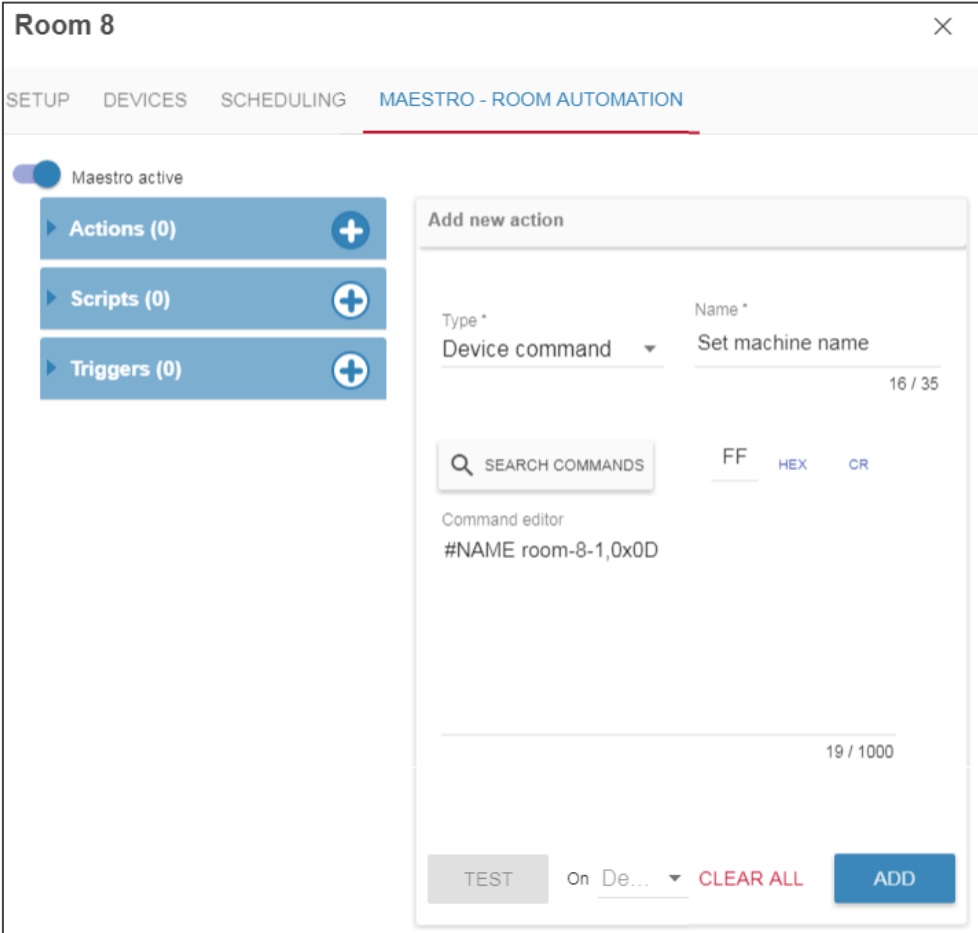 Room 8
SETUP DEVICES SCHEDULING MAESTRO - ROOM AUTOMATION
Maestro active
Actions (0)
Scripts (0)
Triggers (0)
Add new action
Type *
Device command
Name *
Set machine name
16 / 35
SEARCH COMMANDS
FF HEX CR
Command editor
#NAME room-8-1,0x0D
19 / 1000
TEST On De... CLEAR ALL ADD